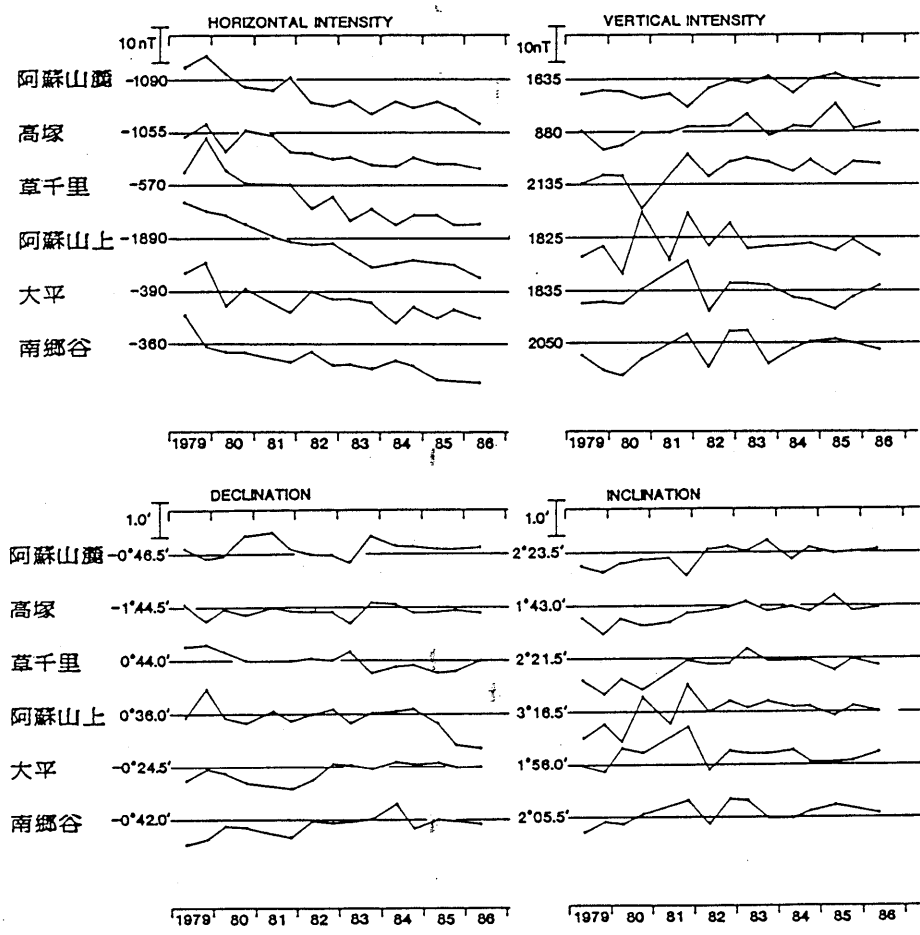 HORIZONTAL INTENSITY
10nT
阿蘇山麓 -1090
高塚 -1055
草千里 -570
阿蘇山上 -1890
大平 -390
南郷谷 -360
1979 80 81 82 83 84 85 86
VERTICAL INTENSITY
10nT
1635
880
2135
1825
1835
2050
1979 80 81 82 83 84 85 86
DECLINATION
1.0'
阿蘇山麓 -0°46.5'
高塚 -1°44.5'
草千里 0°44.0'
阿蘇山上 0°36.0'
大平 -0°24.5'
南郷谷 -0°42.0'
1979 80 81 82 83 84 85 86
INCLINATION
1.0'
2°23.5'
1°43.0'
2°21.5'
3°16.5'
1°56.0'
2°05.5'
1979 80 81 82 83 84 85 86